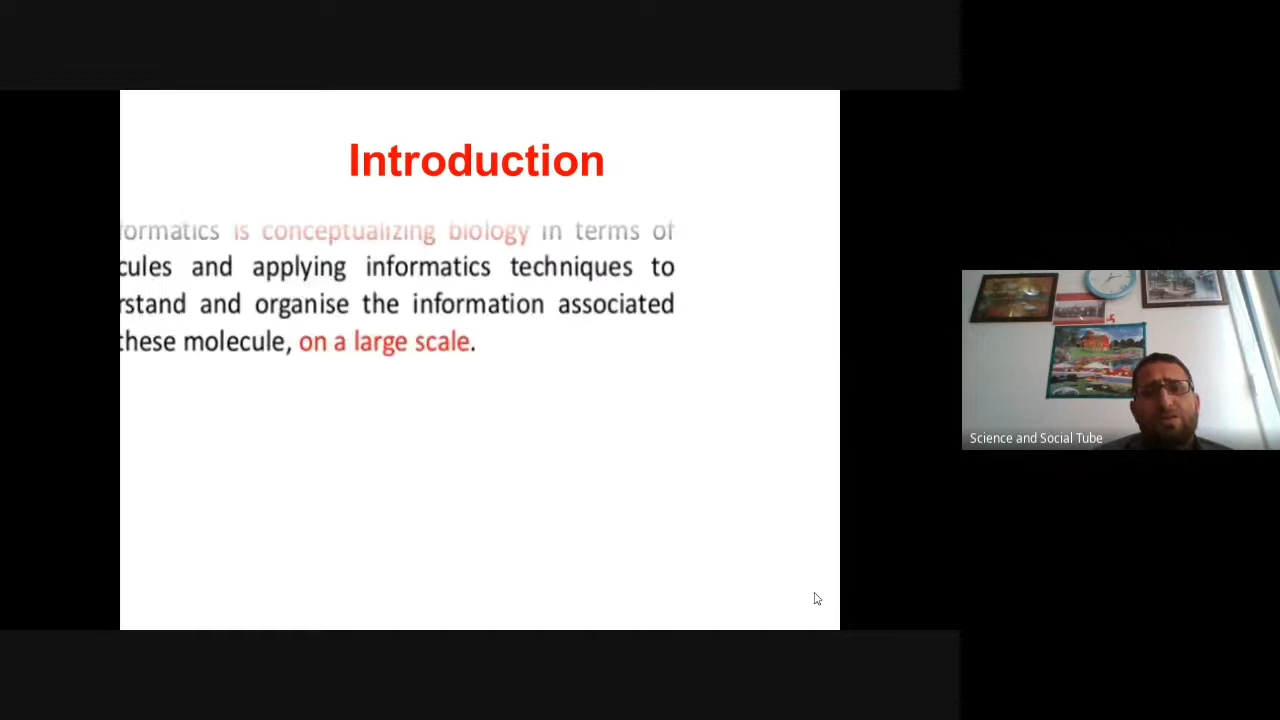 Introduction
formatics is conceptualizing biology in terms of
cules and applying informatics techniques to
rstand and organise the information associated
these molecule, on a large scale.
Science and Social Tube